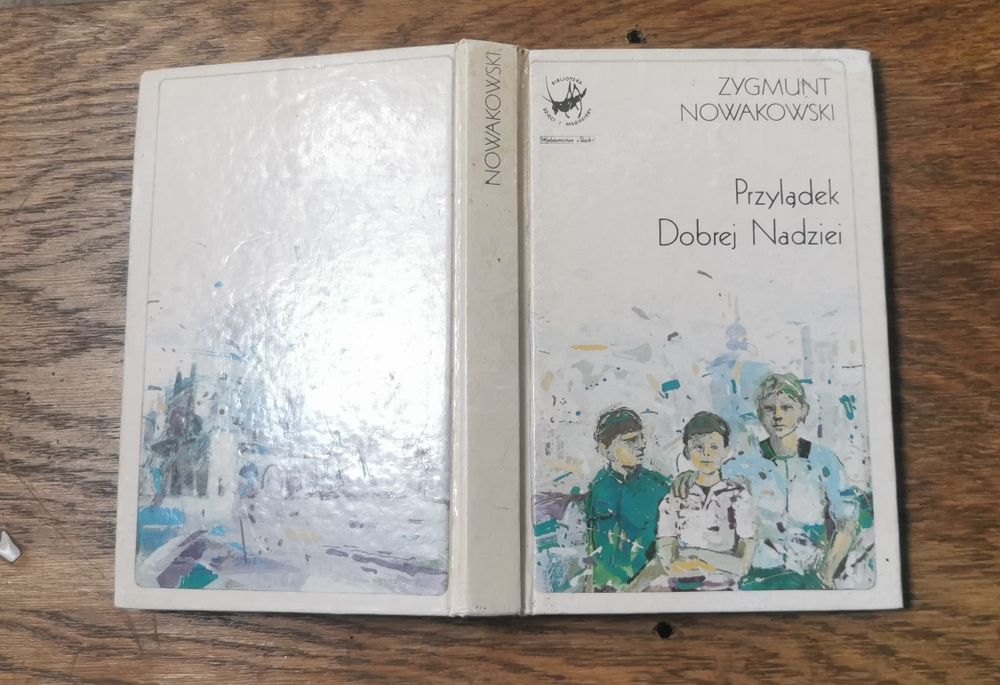 NOWAKOWSKI
BIBLIOTEKA
DZIECI I MŁODZIEŻY
Wydawnictwo «Śląsk»
ZYGMUNT
NOWAKOWSKI
Przylądek
Dobrej Nadziei